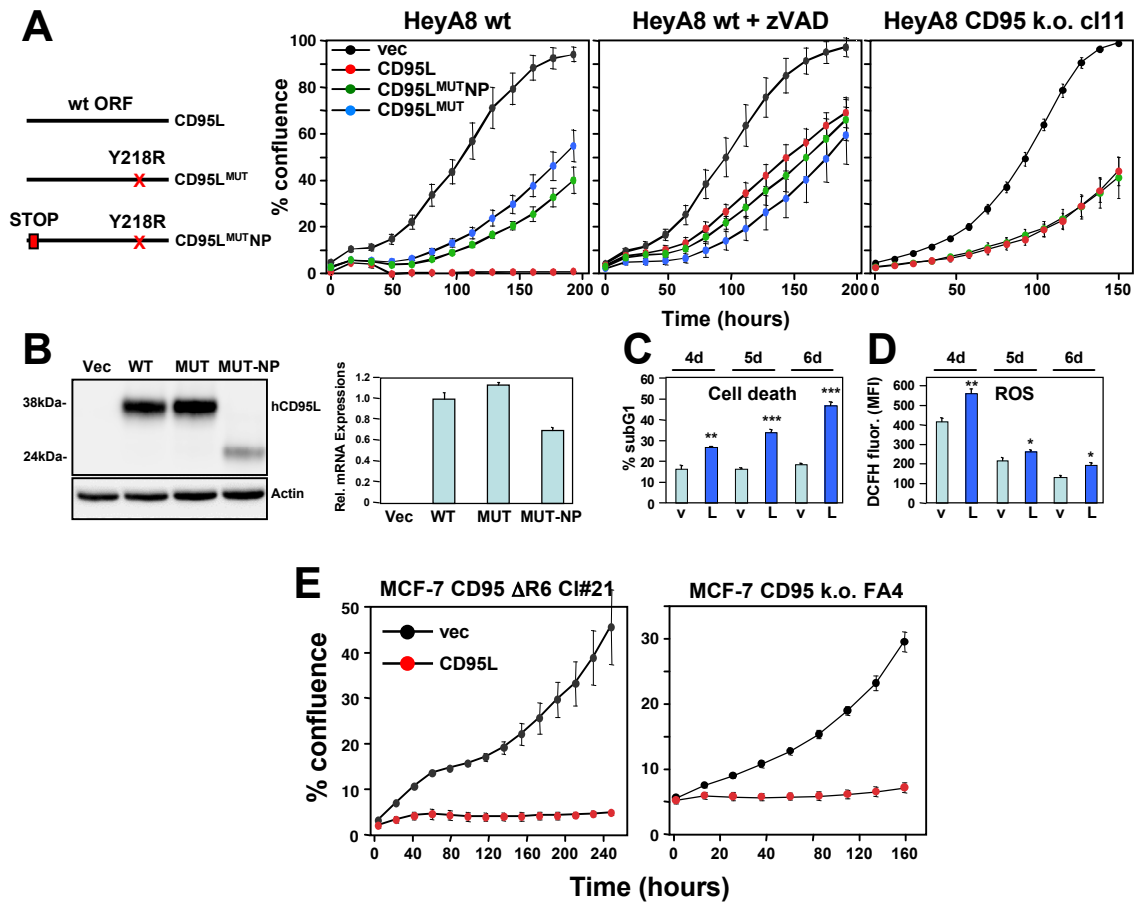 A
HeyA8 wt
HeyA8 wt + zVAD
HeyA8 CD95 k.o. cl11
wt ORF
CD95L
Y218R
X
CD95L^MUT
STOP
Y218R
X
CD95L^MUTNP
% confluence
100
80
60
40
20
0
vec
CD95L
CD95L^MUTNP
CD95L^MUT
0 50 100 150 200
0 50 100 150 200
0 50 100 150
Time (hours)
B
Vec WT MUT MUT-NP
38kDa-
24kDa-
hCD95L
Actin
Rel. mRNA Expressions
1.2
1.0
0.8
0.6
0.4
0.2
0
Vec WT MUT MUT-NP
C
4d 5d 6d
Cell death
% subG1
60
50
40
30
20
10
0
** *** ***
v L v L v L
D
4d 5d 6d
ROS
DCFH fluor. (MFI)
600
500
400
300
200
100
0
** * *
v L v L v L
E
MCF-7 CD95 ΔR6 Cl#21
MCF-7 CD95 k.o. FA4
% confluence
50
40
30
20
10
0
vec
CD95L
0 40 80 120 160 200 240
30
20
10
0
0 20 40 80 120 160
Time (hours)